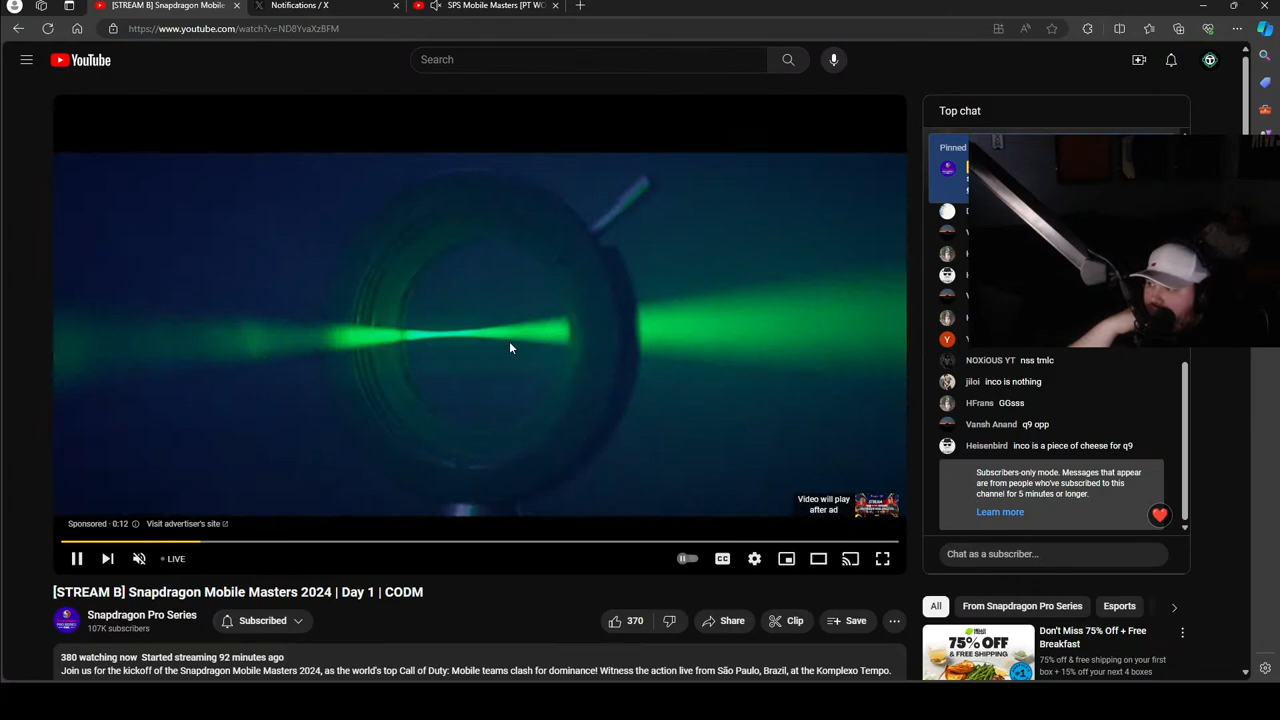 [STREAM B] Snapdragon Mobile
Notifications / X
SPS Mobile Masters [PT WO
https://www.youtube.com/watch?v=ND8YvaXzBFM
YouTube
Search
Top chat
Pinned
NOXiOUS YT nss tmlc
jiloi inco is nothing
HFrans GGsss
Vansh Anand q9 opp
Heisenbird inco is a piece of cheese for q9
Subscribers-only mode. Messages that appear
are from people who've subscribed to this
channel for 5 minutes or longer.
Learn more
Chat as a subscriber...
Video will play
after ad
Sponsored · 0:12
Visit advertiser's site
LIVE
CC
[STREAM B] Snapdragon Mobile Masters 2024 | Day 1 | CODM
Snapdragon Pro Series
107K subscribers
Subscribed
370
Share
Clip
Save
380 watching now Started streaming 92 minutes ago
Join us for the kickoff of the Snapdragon Mobile Masters 2024, as the world's top Call of Duty: Mobile teams clash for dominance! Witness the action live from São Paulo, Brazil, at the Komplexo Tempo.
All
From Snapdragon Pro Series
Esports
75%
OFF +
& FREE SHIPPING
Don't Miss 75% Off + Free
Breakfast
75% off & free shipping on your first
box + 15% off your next 4 boxes